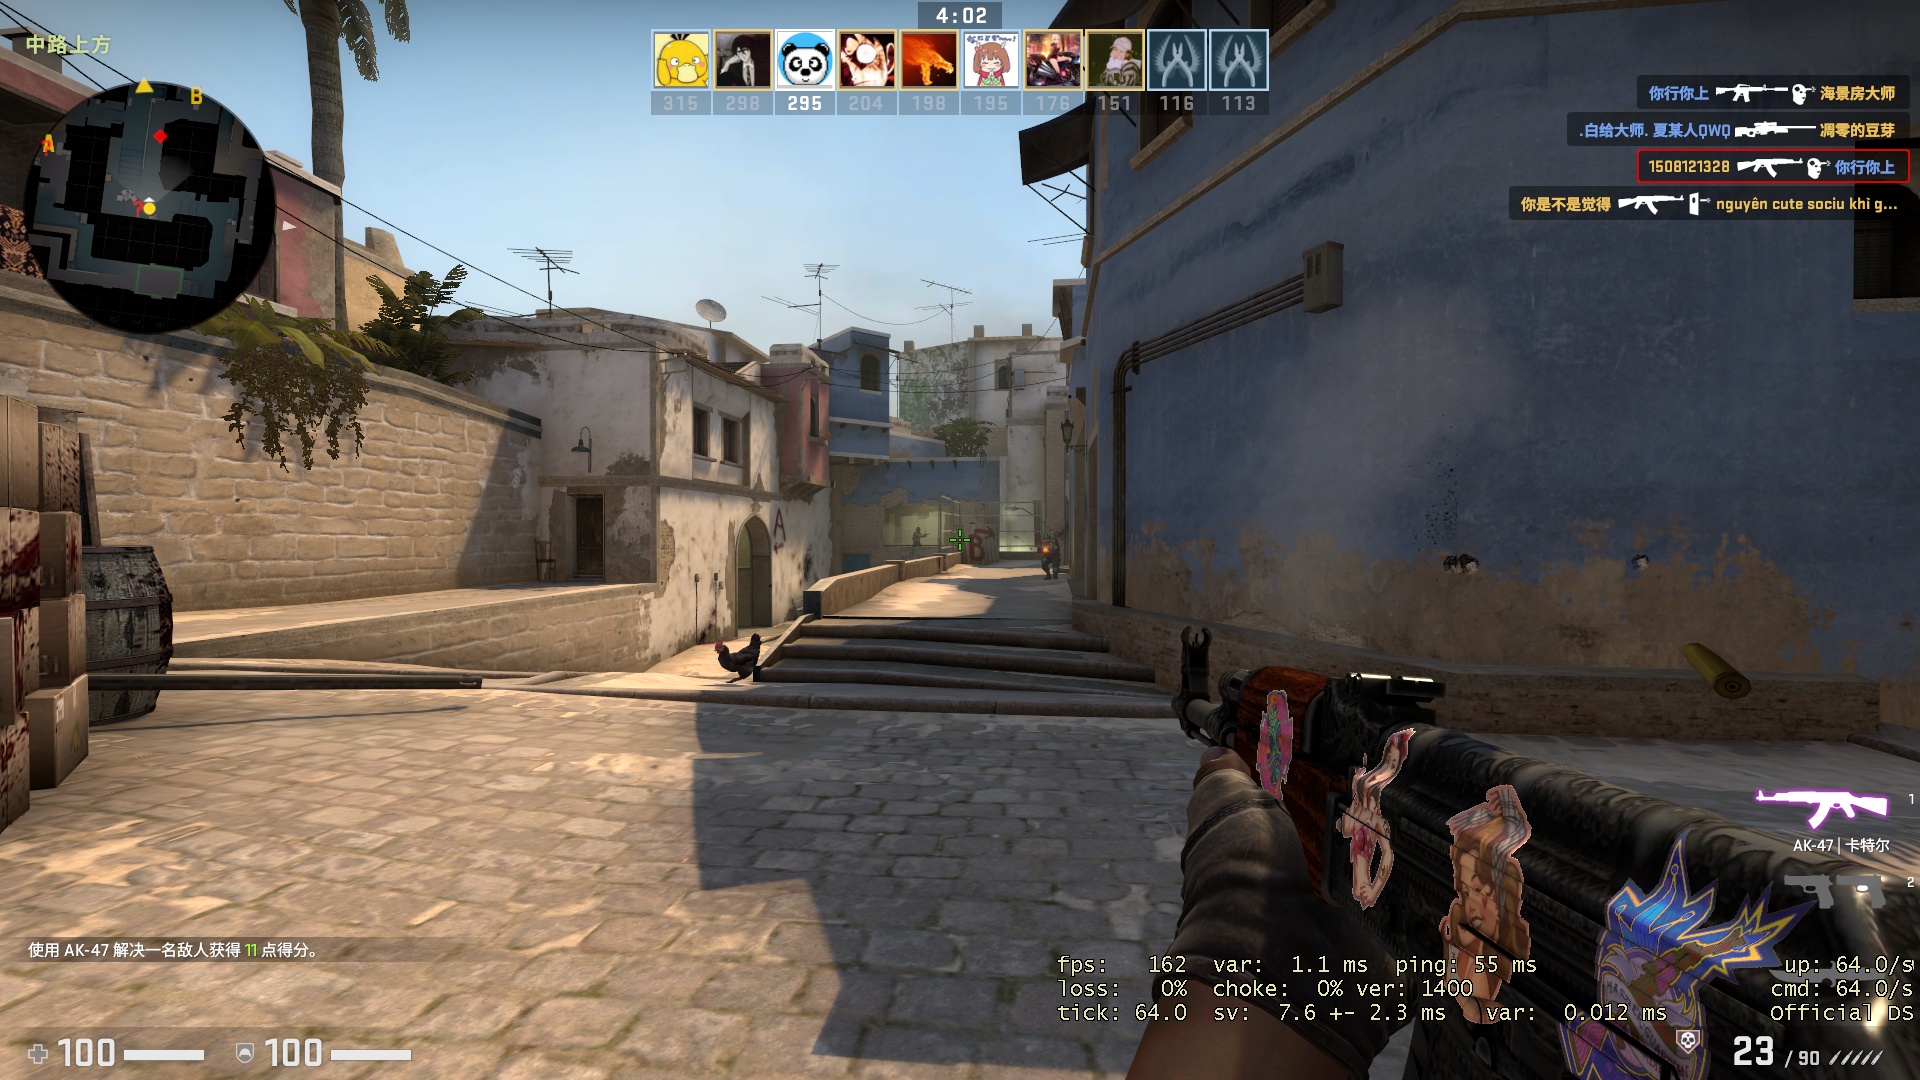 4:02
中路上方
B
A
315 298 295 204 198 195 176 151 116 113
你行你上 海景房大师
.白给大师. 夏某人QWQ 凋零的豆芽
1508121328 你行你上
你是不是觉得 nguyên cute sociu khì g...
A
B
1
AK-47 | 卡特尔
2
使用 AK-47 解决一名敌人获得 11 点得分。
fps: 162 var: 1.1 ms ping: 55 ms up: 64.0/s
loss: 0% choke: 0% ver: 1400 cmd: 64.0/s
tick: 64.0 sv: 7.6 +- 2.3 ms var: 0.012 ms Official DS
100 100
23 / 90